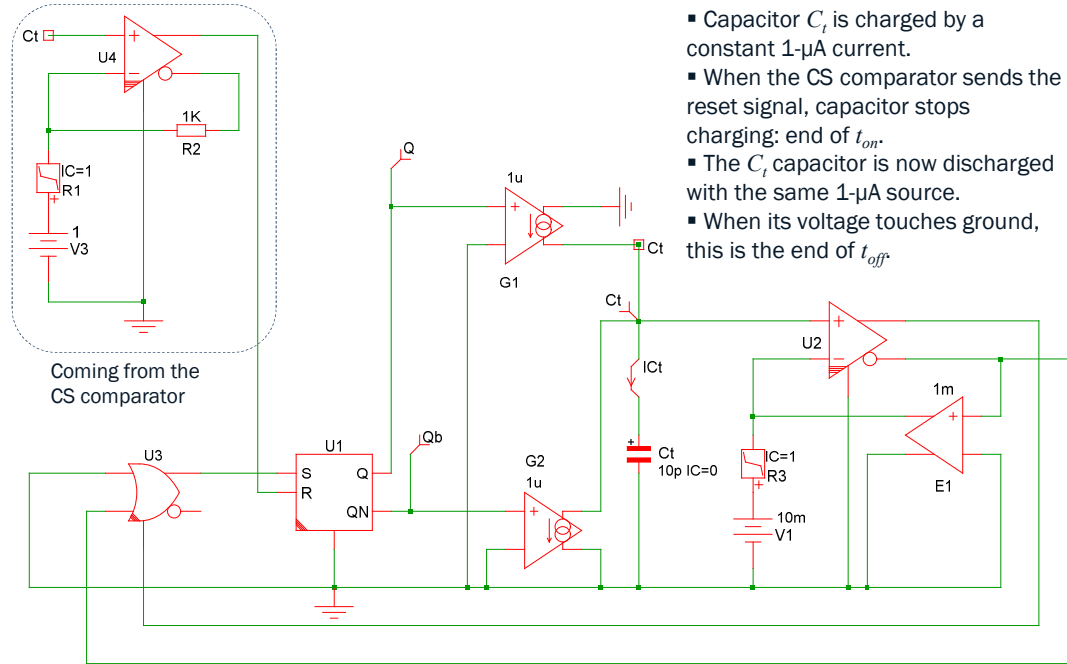 ▪ Capacitor Ct is charged by a
constant 1-µA current.
▪ When the CS comparator sends the
reset signal, capacitor stops
charging: end of ton.
▪ The Ct capacitor is now discharged
with the same 1-µA source.
▪ When its voltage touches ground,
this is the end of toff.
Ct
U4
1K
R2
IC=1
R1
1
V3
Coming from the
CS comparator
Q
1u
G1
Ct
Ct
ICt
U2
1m
E1
IC=1
R3
10m
V1
Ct
10p IC=0
Qb
G2
1u
U1
S
R
Q
QN
U3